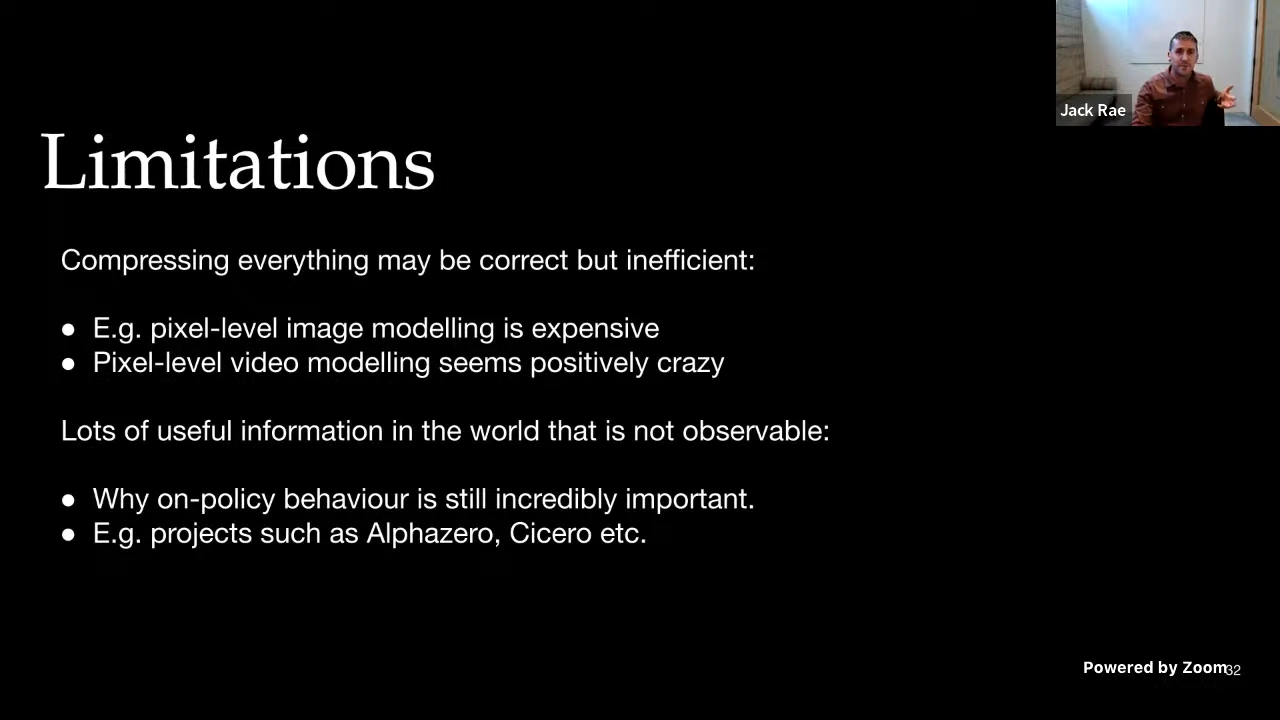 Jack Rae
Limitations
Compressing everything may be correct but inefficient:
● E.g. pixel-level image modelling is expensive
● Pixel-level video modelling seems positively crazy
Lots of useful information in the world that is not observable:
● Why on-policy behaviour is still incredibly important.
● E.g. projects such as Alphazero, Cicero etc.
Powered by Zoom
32